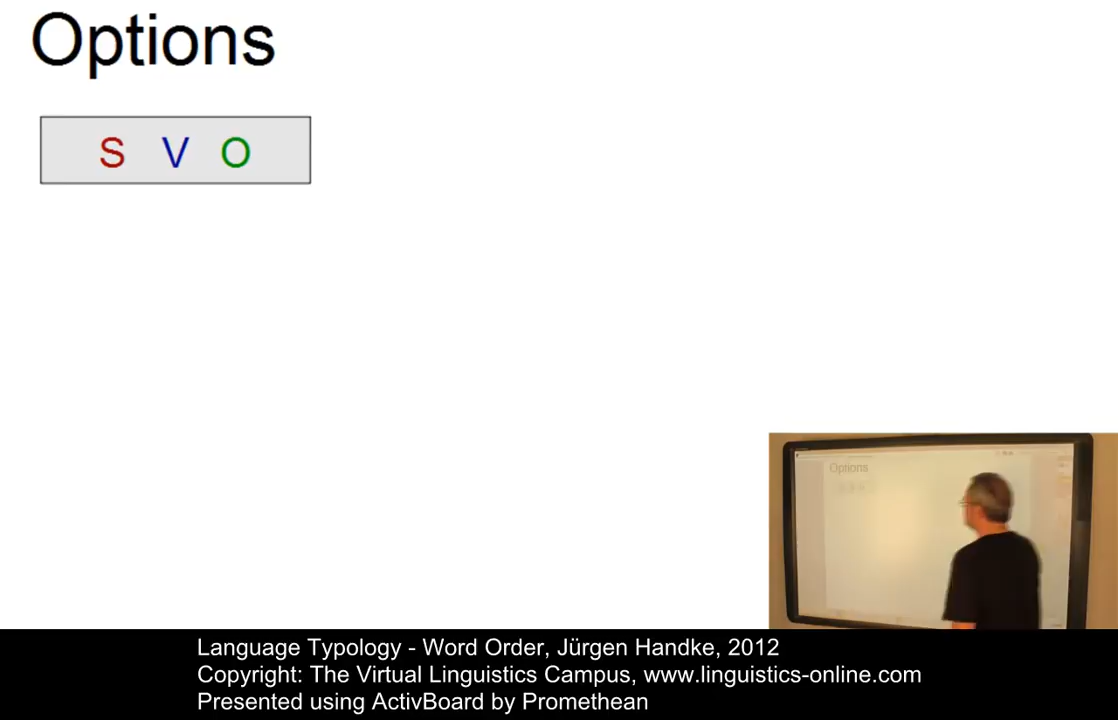 Options
S V O
Options
Language Typology - Word Order, Jürgen Handke, 2012
Copyright: The Virtual Linguistics Campus, www.linguistics-online.com
Presented using ActivBoard by Promethean